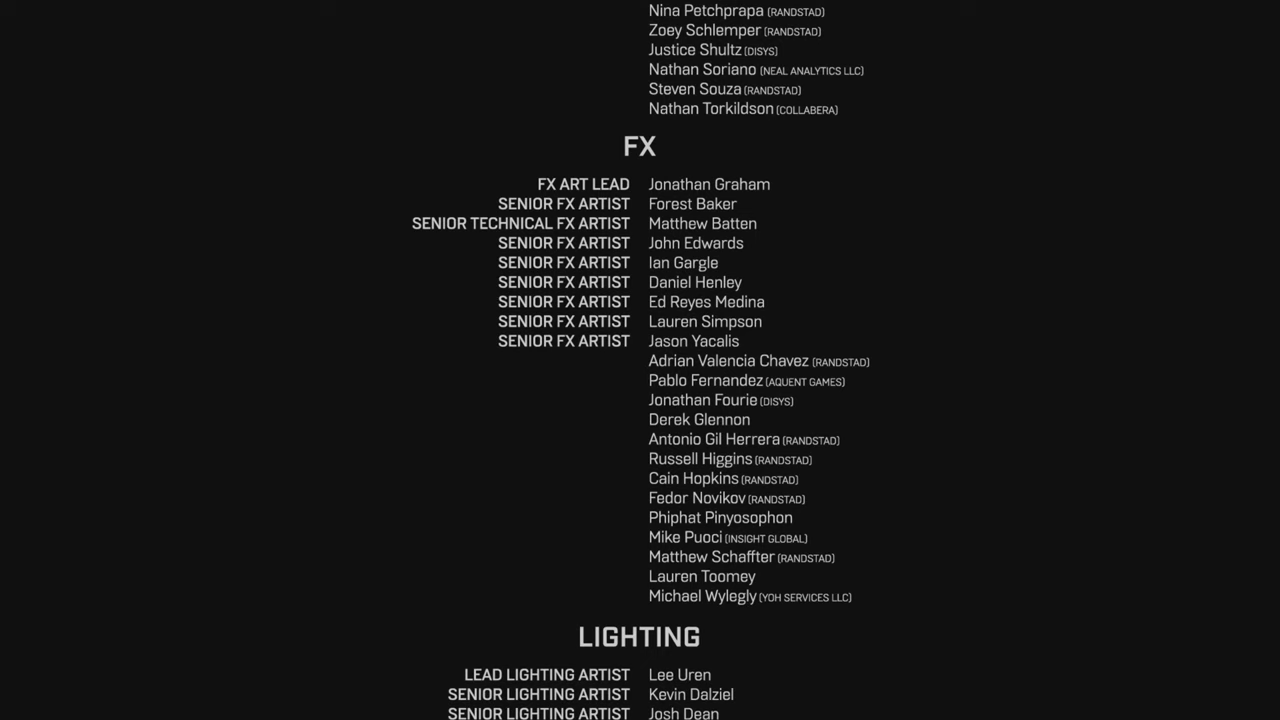 Nina Petchprapa (RANDSTAD)
Zoey Schlemper (RANDSTAD)
Justice Shultz (DISYS)
Nathan Soriano (NEAL ANALYTICS LLC)
Steven Souza (RANDSTAD)
Nathan Torkildson (COLLABERA)
FX
FX ART LEAD Jonathan Graham
SENIOR FX ARTIST Forest Baker
SENIOR TECHNICAL FX ARTIST Matthew Batten
SENIOR FX ARTIST John Edwards
SENIOR FX ARTIST Ian Gargle
SENIOR FX ARTIST Daniel Henley
SENIOR FX ARTIST Ed Reyes Medina
SENIOR FX ARTIST Lauren Simpson
SENIOR FX ARTIST Jason Yacalis
Adrian Valencia Chavez (RANDSTAD)
Pablo Fernandez (AQUENT GAMES)
Jonathan Fourie (DISYS)
Derek Glennon
Antonio Gil Herrera (RANDSTAD)
Russell Higgins (RANDSTAD)
Cain Hopkins (RANDSTAD)
Fedor Novikov (RANDSTAD)
Phiphat Pinyosophon
Mike Puoci (INSIGHT GLOBAL)
Matthew Schaffter (RANDSTAD)
Lauren Toomey
Michael Wylegly (YOH SERVICES LLC)
LIGHTING
LEAD LIGHTING ARTIST Lee Uren
SENIOR LIGHTING ARTIST Kevin Dalziel
SENIOR LIGHTING ARTIST Josh Dean